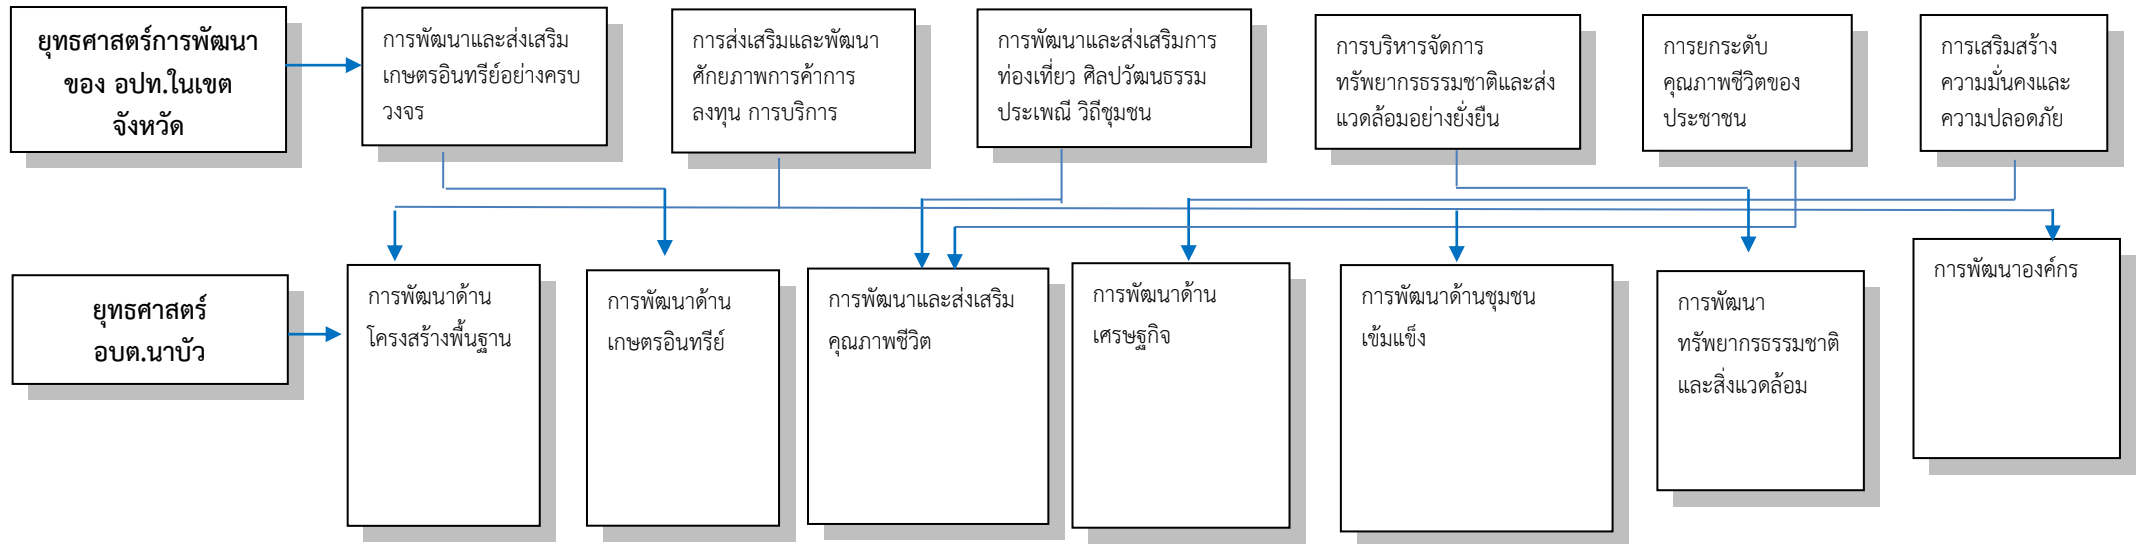 ยุทธศาสตร์การพัฒนา
ของ อปท.ในเขต
จังหวัด
การพัฒนาและส่งเสริม
เกษตรอินทรีย์อย่างครบ
วงจร
การส่งเสริมและพัฒนา
ศักยภาพการค้าการ
ลงทุน การบริการ
การพัฒนาและส่งเสริมการ
ท่องเที่ยว ศิลปวัฒนธรรม
ประเพณี วิถีชุมชน
การบริหารจัดการ
ทรัพยากรธรรมชาติและส่ง
แวดล้อมอย่างยั่งยืน
การยกระดับ
คุณภาพชีวิตของ
ประชาชน
การเสริมสร้าง
ความมั่นคงและ
ความปลอดภัย
ยุทธศาสตร์
อบต.นาบัว
การพัฒนาด้าน
โครงสร้างพื้นฐาน
การพัฒนาด้าน
เกษตรอินทรีย์
การพัฒนาและส่งเสริม
คุณภาพชีวิต
การพัฒนาด้าน
เศรษฐกิจ
การพัฒนาด้านชุมชน
เข้มแข็ง
การพัฒนา
ทรัพยากรธรรมชาติ
และสิ่งแวดล้อม
การพัฒนาองค์กร